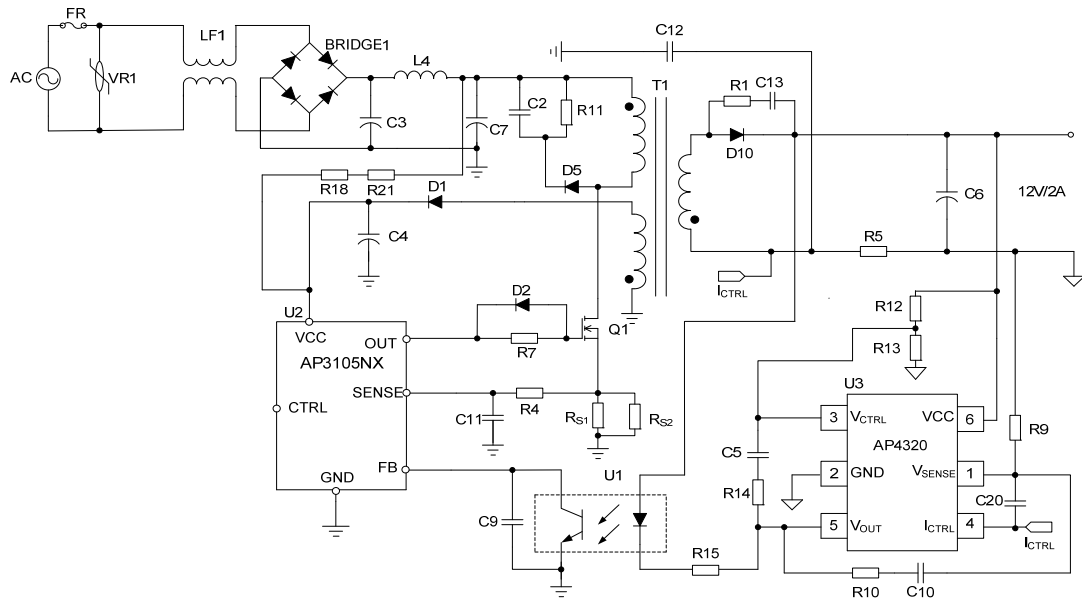 FR
AC
VR1
LF1
BRIDGE1
L4
C3
C7
C2
R11
C12
T1
R1
C13
D10
C6
12V/2A
R18
R21
D1
D5
C4
R5
ICTRL
U2
VCC
OUT
AP3105NX
SENSE
CTRL
FB
GND
D2
R7
Q1
C11
R4
RS1
RS2
R12
R13
U3
3
VCTRL
VCC
6
AP4320
2
GND
VSENSE
1
5
VOUT
ICTRL
4
R9
C20
ICTRL
C5
R14
U1
C9
R15
R10
C10